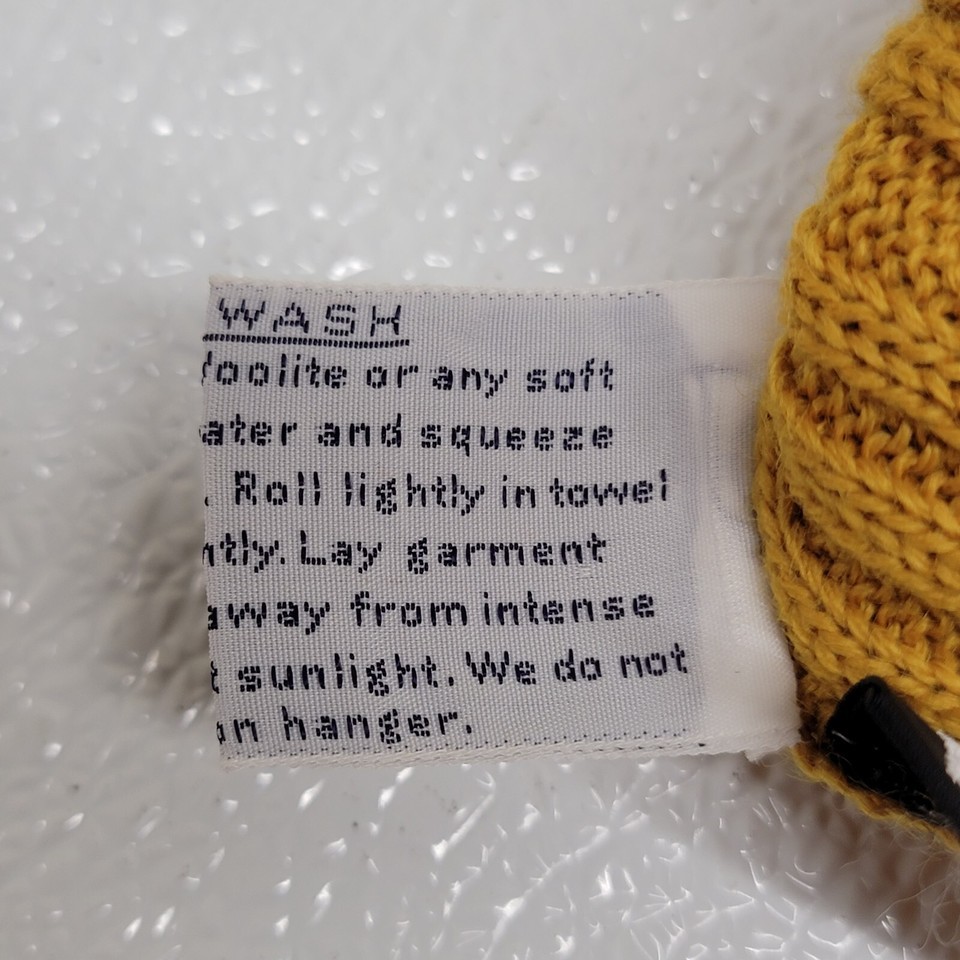 WASH
oolite or any soft
ater and squeeze
. Roll lightly in towel
ntly. Lay garment
away from intense
t sunlight. We do not
an hanger.